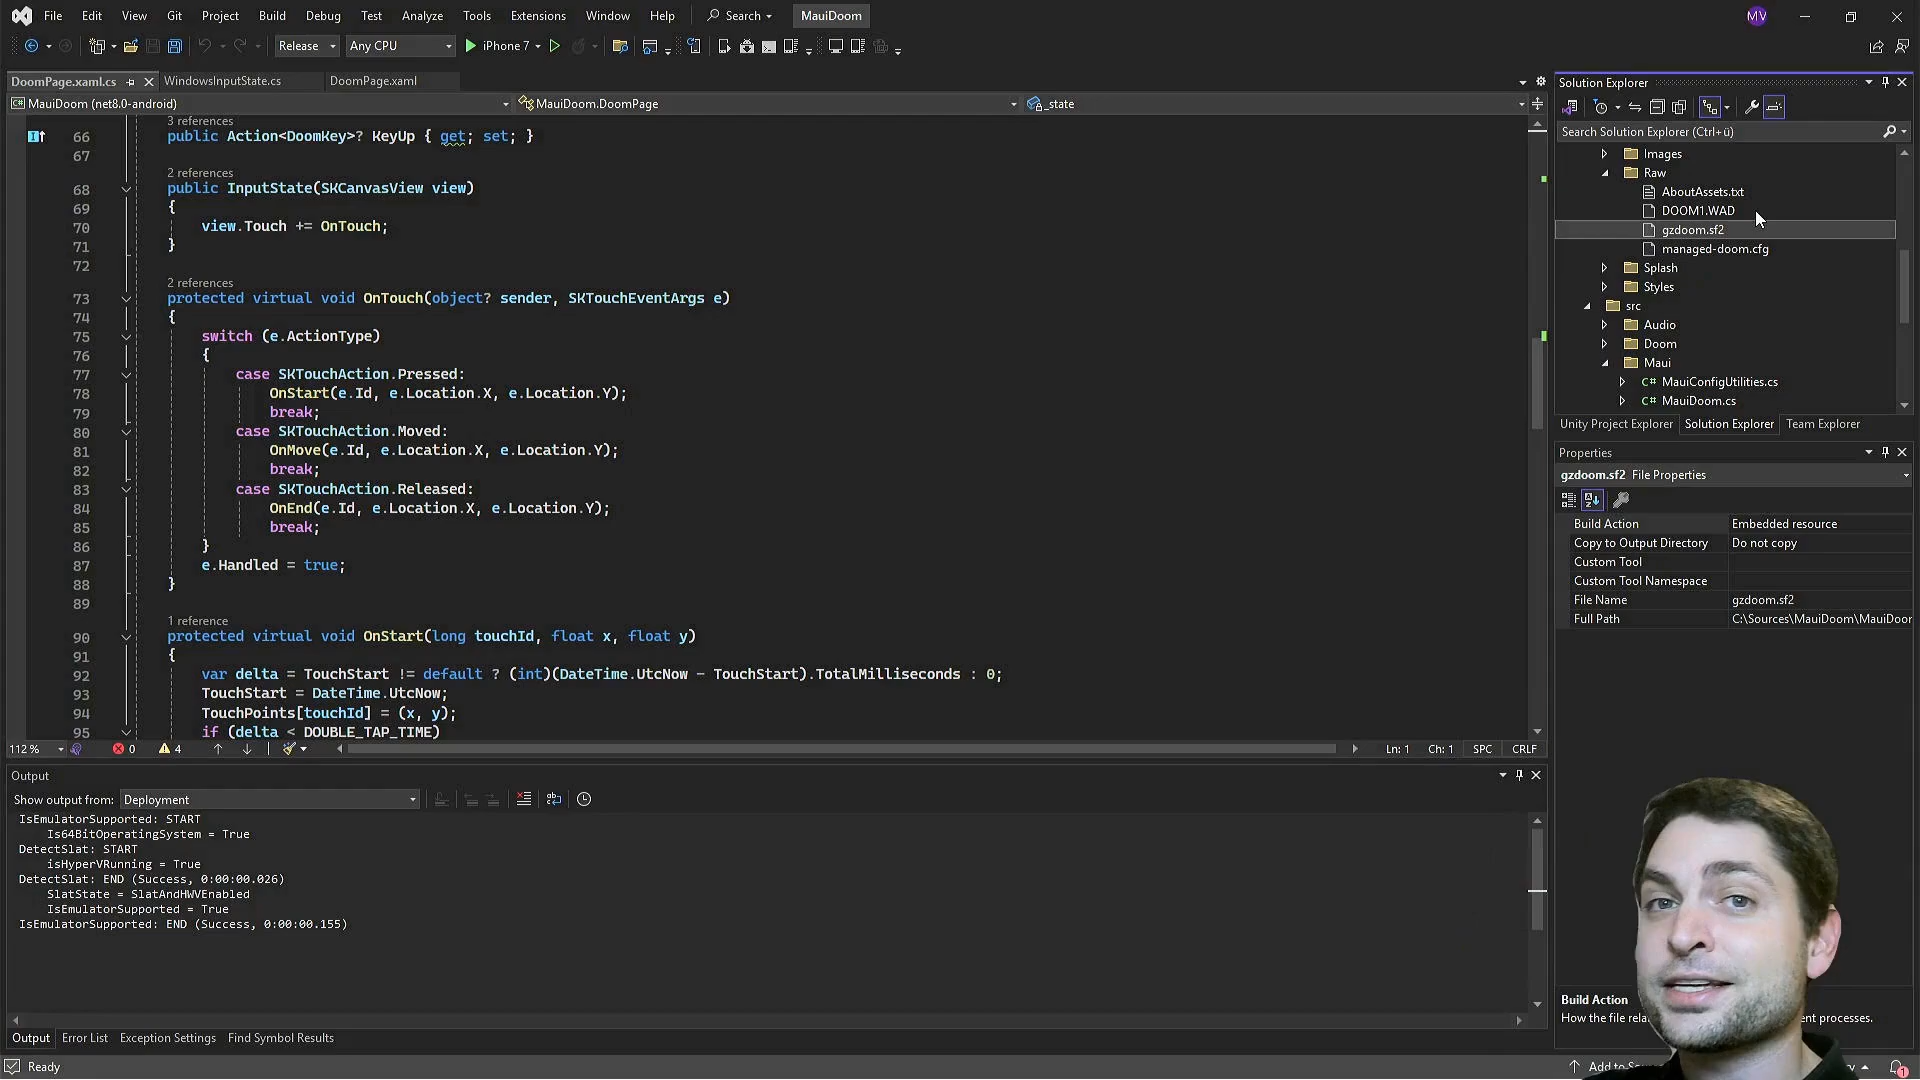 File Edit View Git Project Build Debug Test Analyze Tools Extensions Window Help Search MauiDoom MV
Release Any CPU iPhone 7
DoomPage.xaml.cs WindowsInputState.cs DoomPage.xaml
MauiDoom (net8.0-android) MauiDoom.DoomPage _state
3 references
66 public Action<DoomKey>? KeyUp { get; set; }
67
2 references
68 public InputState(SKCanvasView view)
69 {
70 view.Touch += OnTouch;
71 }
72
2 references
73 protected virtual void OnTouch(object? sender, SKTouchEventArgs e)
74 {
75 switch (e.ActionType)
76 {
77 case SKTouchAction.Pressed:
78 OnStart(e.Id, e.Location.X, e.Location.Y);
79 break;
80 case SKTouchAction.Moved:
81 OnMove(e.Id, e.Location.X, e.Location.Y);
82 break;
83 case SKTouchAction.Released:
84 OnEnd(e.Id, e.Location.X, e.Location.Y);
85 break;
86 }
87 e.Handled = true;
88 }
89
1 reference
90 protected virtual void OnStart(long touchId, float x, float y)
91 {
92 var delta = TouchStart != default ? (int)(DateTime.UtcNow - TouchStart).TotalMilliseconds : 0;
93 TouchStart = DateTime.UtcNow;
94 TouchPoints[touchId] = (x, y);
95 if (delta < DOUBLE_TAP_TIME)
112 % 0 4 Ln: 1 Ch: 1 SPC CRLF
Output
Show output from: Deployment
IsEmulatorSupported: START
Is64BitOperatingSystem = True
DetectSlat: START
isHyperVRunning = True
DetectSlat: END (Success, 0:00:00.026)
SlatState = SlatAndHWVEnabled
IsEmulatorSupported = True
IsEmulatorSupported: END (Success, 0:00:00.155)
Output Error List Exception Settings Find Symbol Results
Ready
Solution Explorer
Search Solution Explorer (Ctrl+ü)
Images
Raw
AboutAssets.txt
DOOM1.WAD
gzdoom.sf2
managed-doom.cfg
Splash
Styles
src
Audio
Doom
Maui
C# MauiConfigUtilities.cs
C# MauiDoom.cs
Unity Project Explorer Solution Explorer Team Explorer
Properties
gzdoom.sf2 File Properties
Build Action Embedded resource
Copy to Output Directory Do not copy
Custom Tool
Custom Tool Namespace
File Name gzdoom.sf2
Full Path C:\Sources\MauiDoom\MauiDoor
Build Action
How the file rela ent processes.
Add to So
1